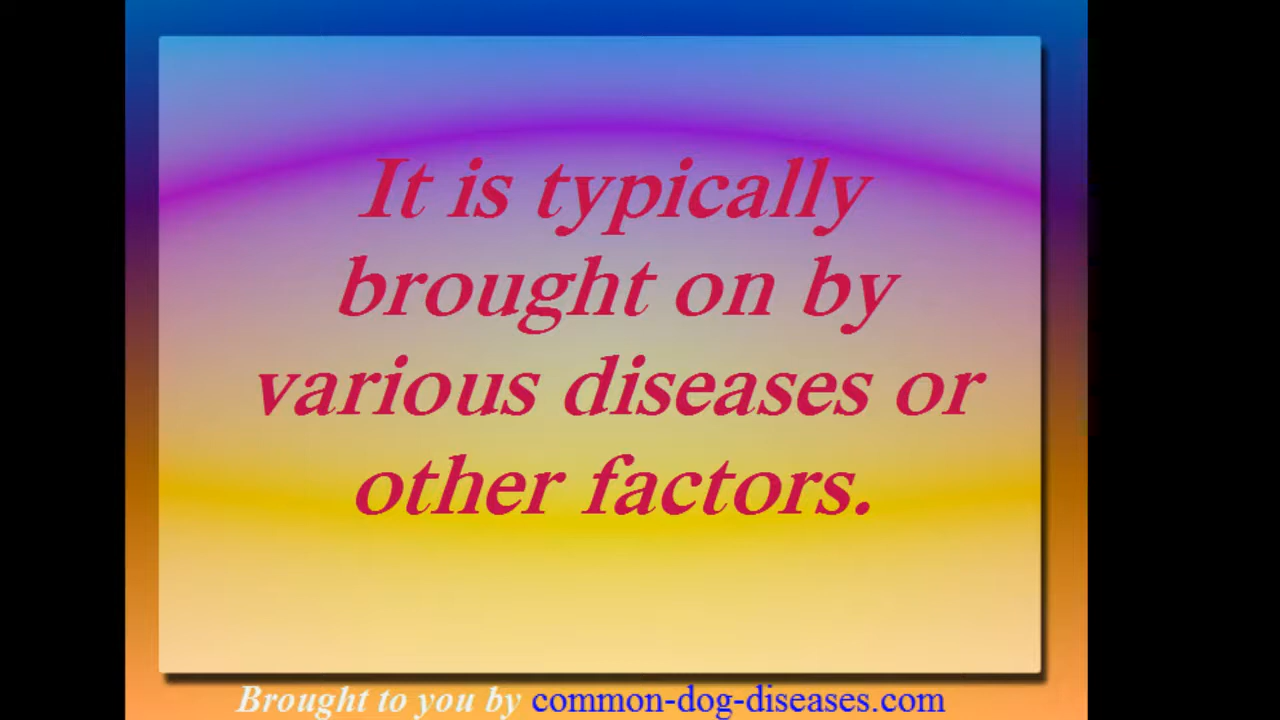 It is typically
brought on by
various diseases or
other factors.
Brought to you by common-dog-diseases.com